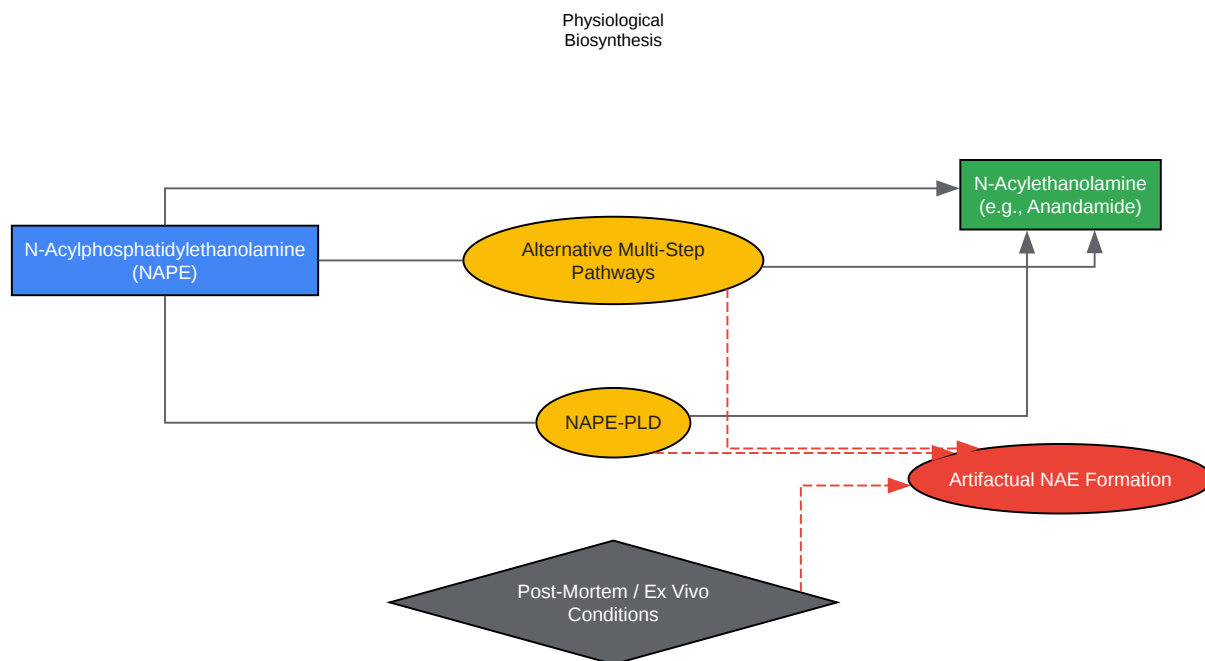 Physiological
Biosynthesis
N-Acylethanolamine
(e.g., Anandamide)
N-Acylphosphatidylethanolamine
(NAPE)
Alternative Multi-Step
Pathways
NAPE-PLD
Artifactual NAE Formation
Post-Mortem / Ex Vivo
Conditions